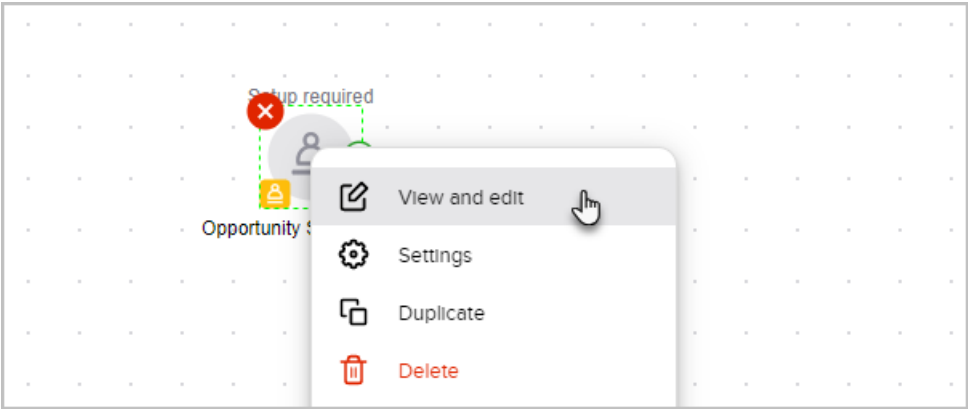 Setup required
Opportunity S
View and edit
Settings
Duplicate
Delete